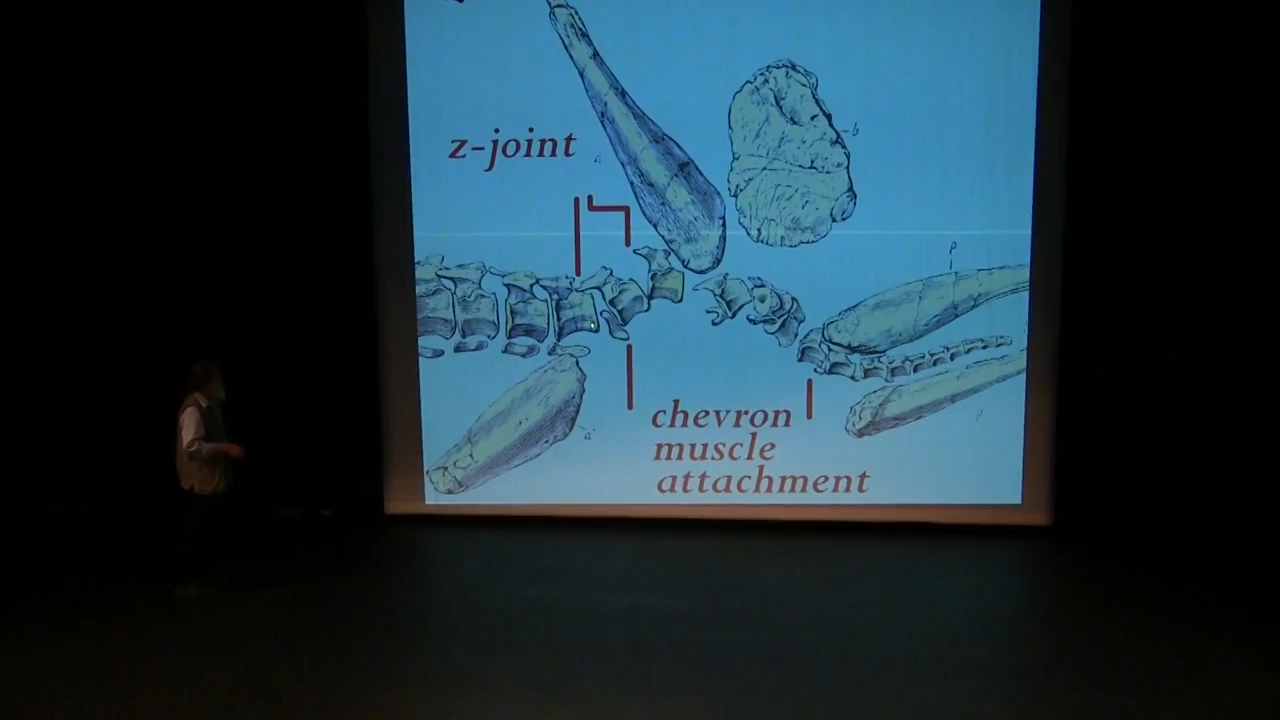 z-joint
a
b
p
a'
chevron
muscle
attachment